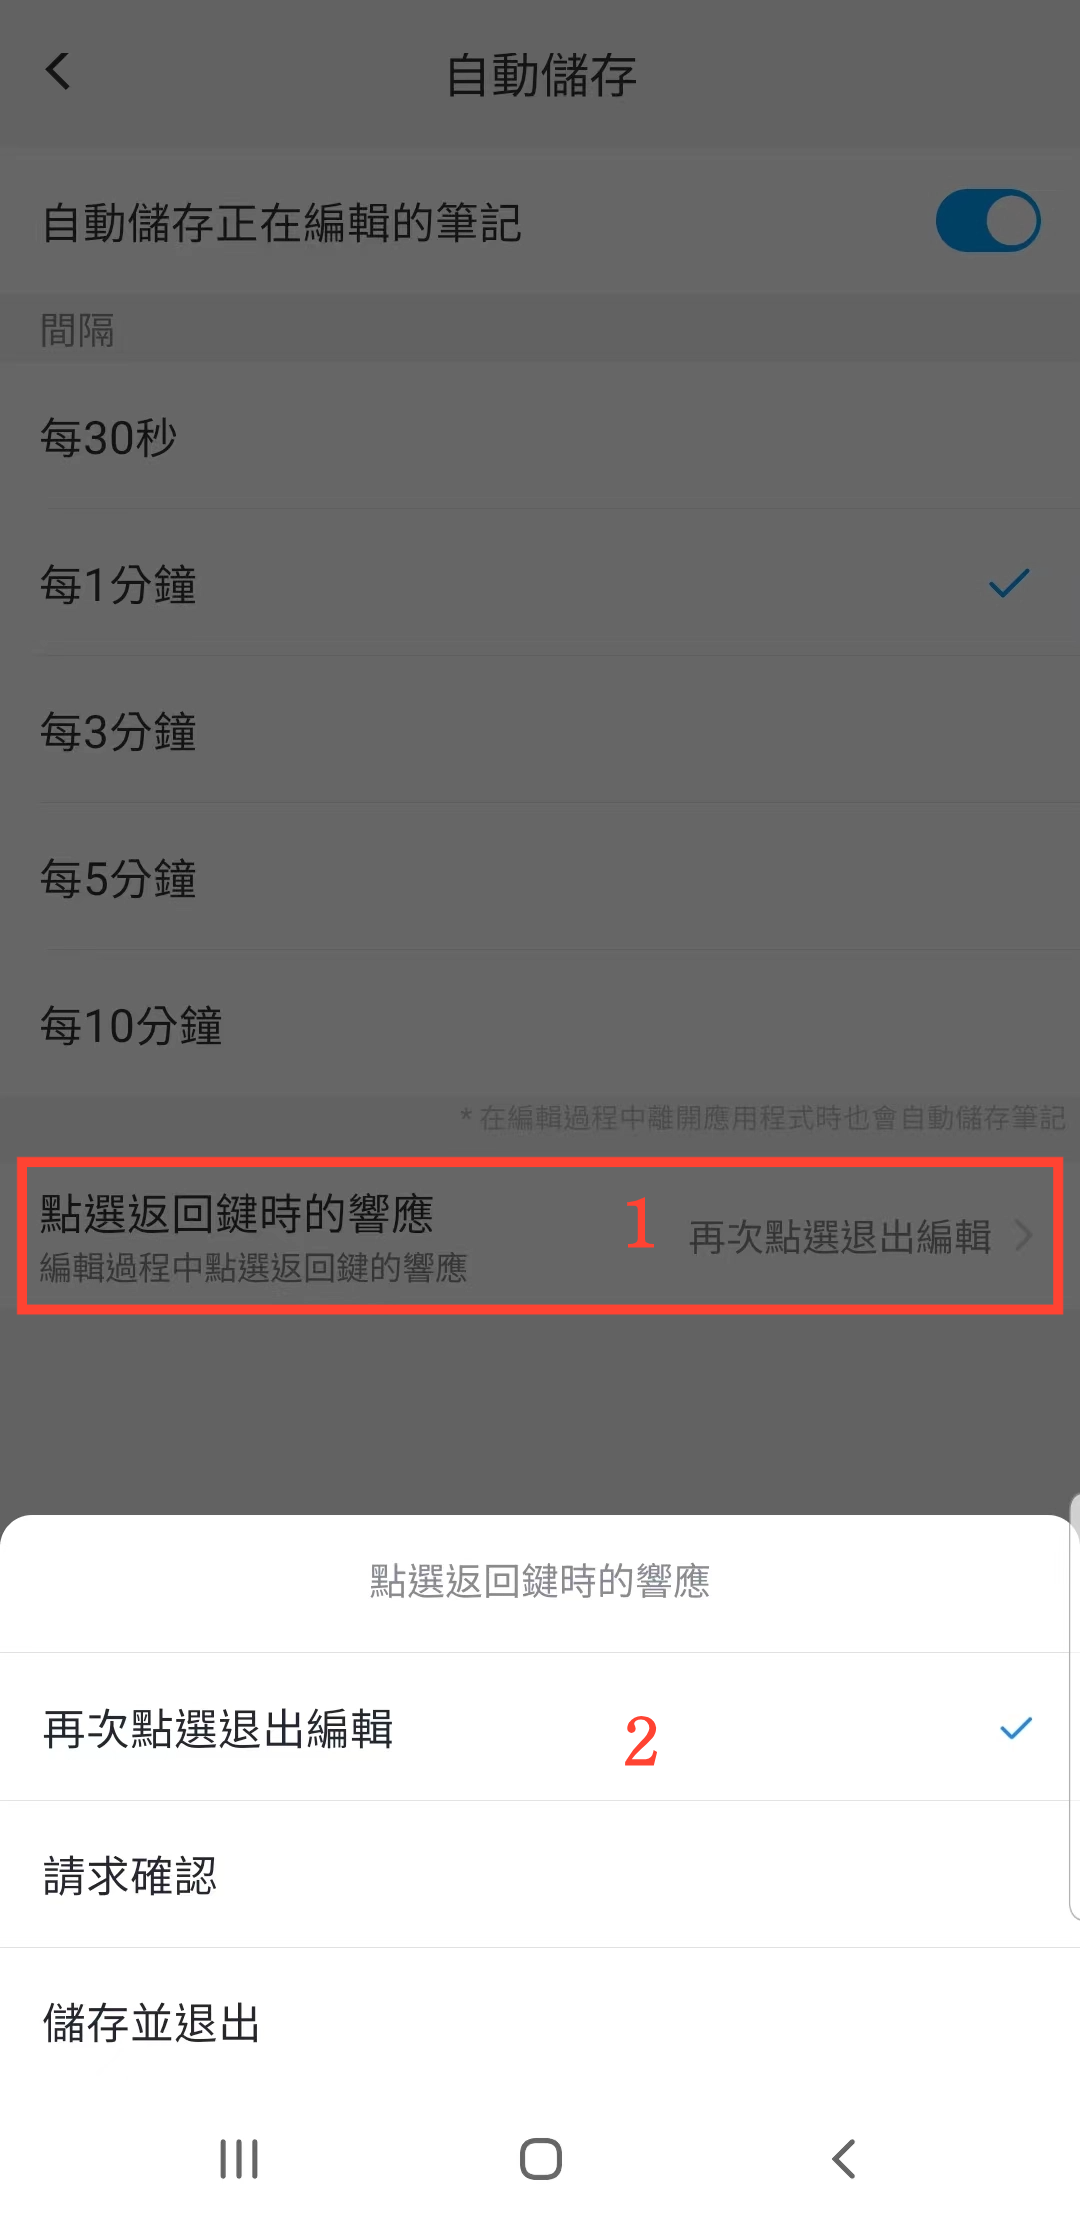 自動儲存
自動儲存正在編輯的筆記
間隔
每30秒
每1分鐘
每3分鐘
每5分鐘
每10分鐘
* 在編輯過程中離開應用程式時也會自動儲存筆記
點選返回鍵時的響應
1
再次點選退出編輯
編輯過程中點選返回鍵的響應
點選返回鍵時的響應
再次點選退出編輯
2
請求確認
儲存並退出